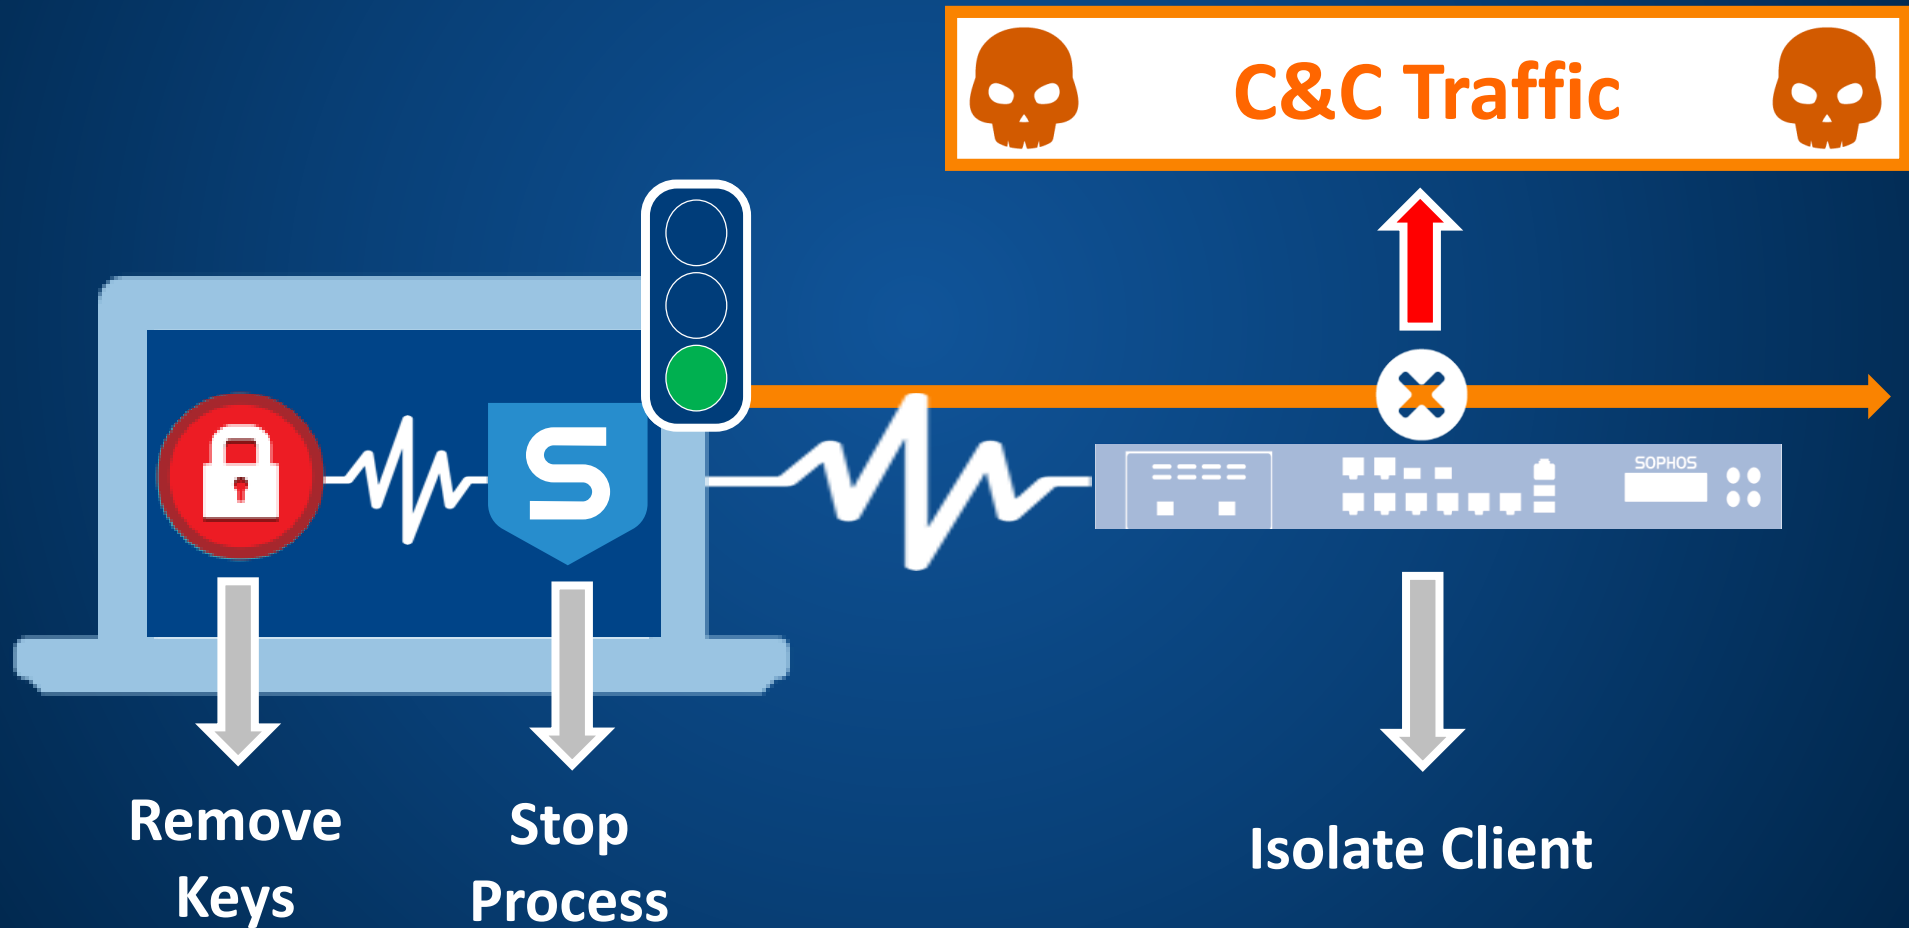 C&C Traffic
S
SOPHOS
Remove
Keys
Stop
Process
Isolate Client